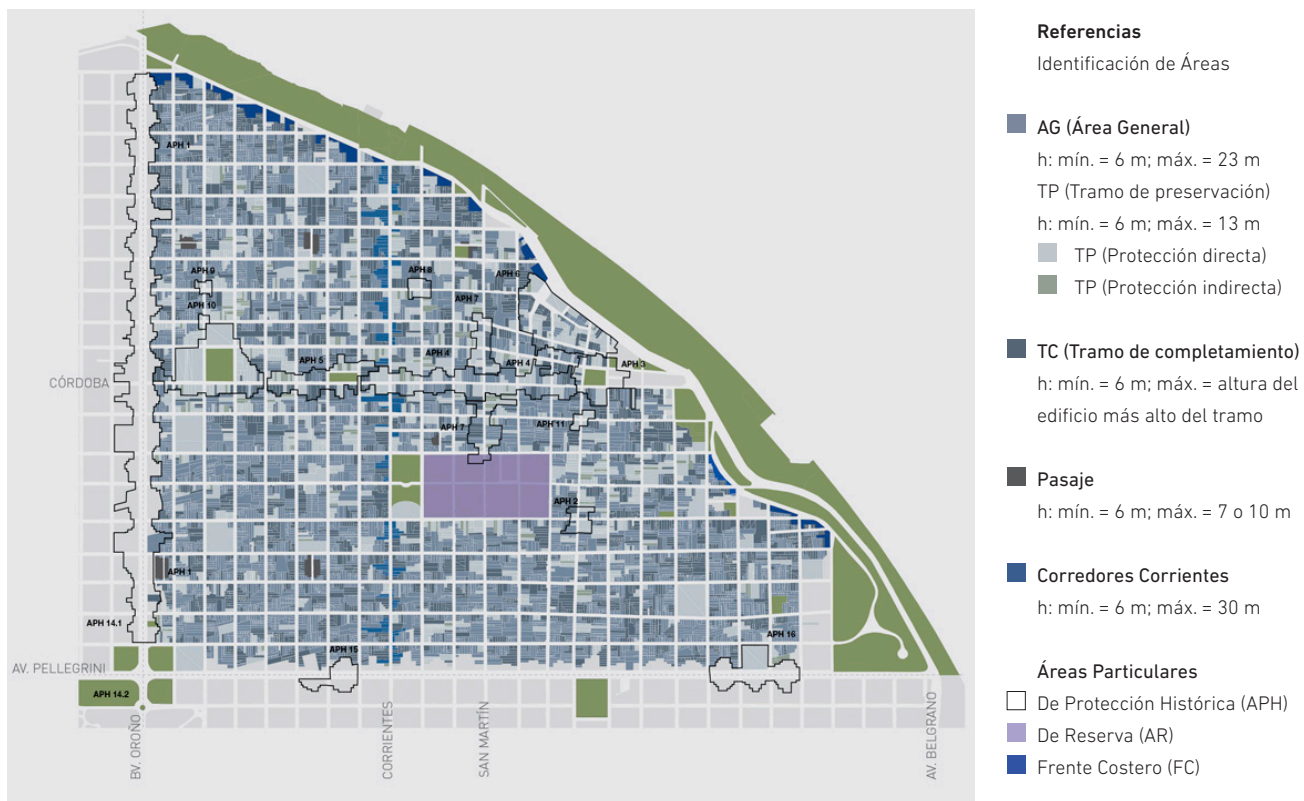 APH 1
APH 9
APH 8
APH 6
APH 10
APH 7
APH 5
APH 4
APH 4
APH 3
CÓRDOBA
APH 7
APH 11
APH 2
APH 1
APH 14.1
APH 15
APH 16
AV. PELLEGRINI
APH 14.2
BV. OROÑO
CORRIENTES
SAN MARTÍN
AV. BELGRANO
Referencias
Identificación de Áreas
AG (Área General)
h: mín. = 6 m; máx. = 23 m
TP (Tramo de preservación)
h: mín. = 6 m; máx. = 13 m
TP (Protección directa)
TP (Protección indirecta)
TC (Tramo de completamiento)
h: mín. = 6 m; máx. = altura del
edificio más alto del tramo
Pasaje
h: mín. = 6 m; máx. = 7 o 10 m
Corredores Corrientes
h: mín. = 6 m; máx. = 30 m
Áreas Particulares
De Protección Histórica (APH)
De Reserva (AR)
Frente Costero (FC)